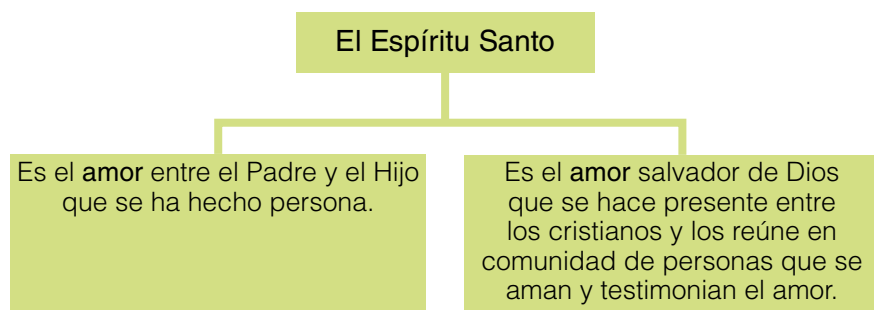 El Espíritu Santo
Es el amor entre el Padre y el Hijo
que se ha hecho persona.
Es el amor salvador de Dios
que se hace presente entre
los cristianos y los reúne en
comunidad de personas que se
aman y testimonian el amor.